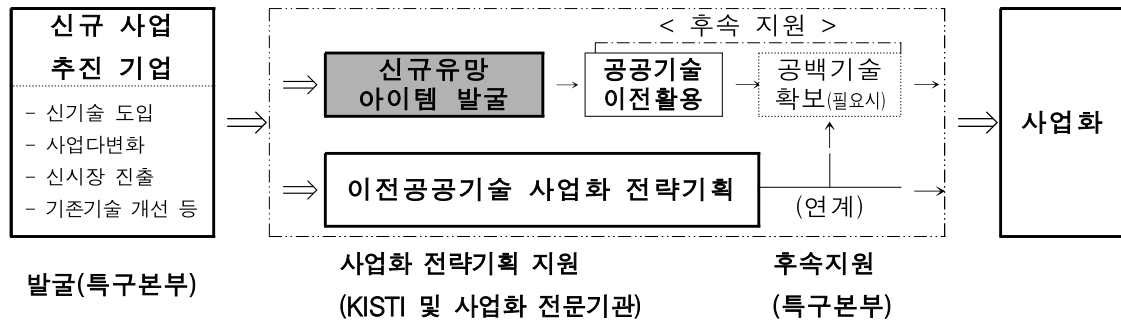 신규 사업
추진 기업
- 신기술 도입
- 사업다변화
- 신시장 진출
- 기존기술 개선 등
발굴(특구본부)
< 후속 지원 >
신규유망
아이템 발굴
공공기술
이전활용
공백기술
확보(필요시)
이전공공기술 사업화 전략기획
(연계)
사업화 전략기획 지원
(KISTI 및 사업화 전문기관)
후속지원
(특구본부)
사업화